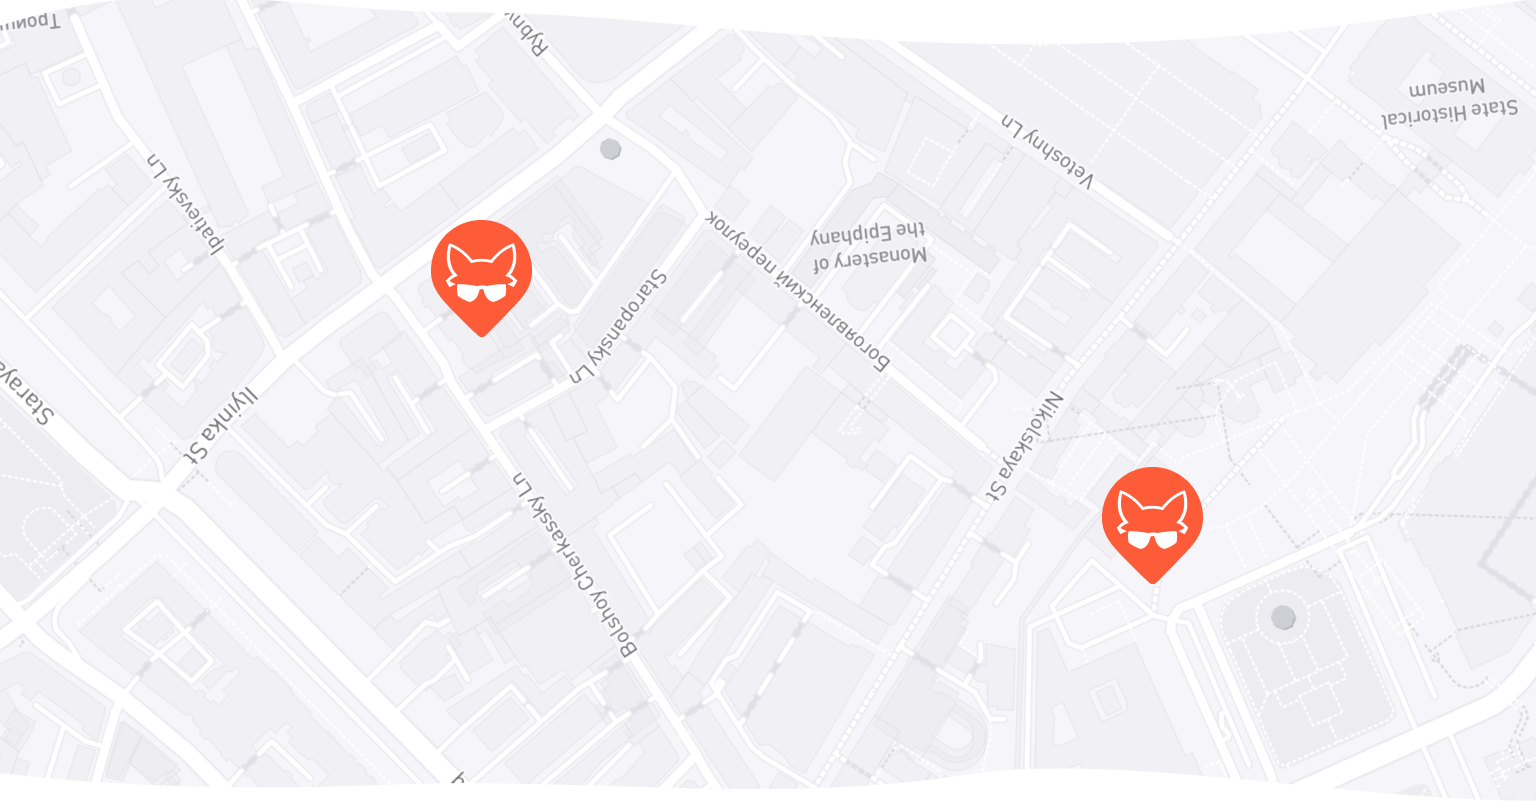 Rybny
State Historical
Museum
Vetoshny Ln
Ipatievsky Ln
Monastery of
the Epiphany
Богоявленский переулок
Staropansky Ln
Ilyinka St
Nikolskaya St
Bolshoy Cherkassky Ln